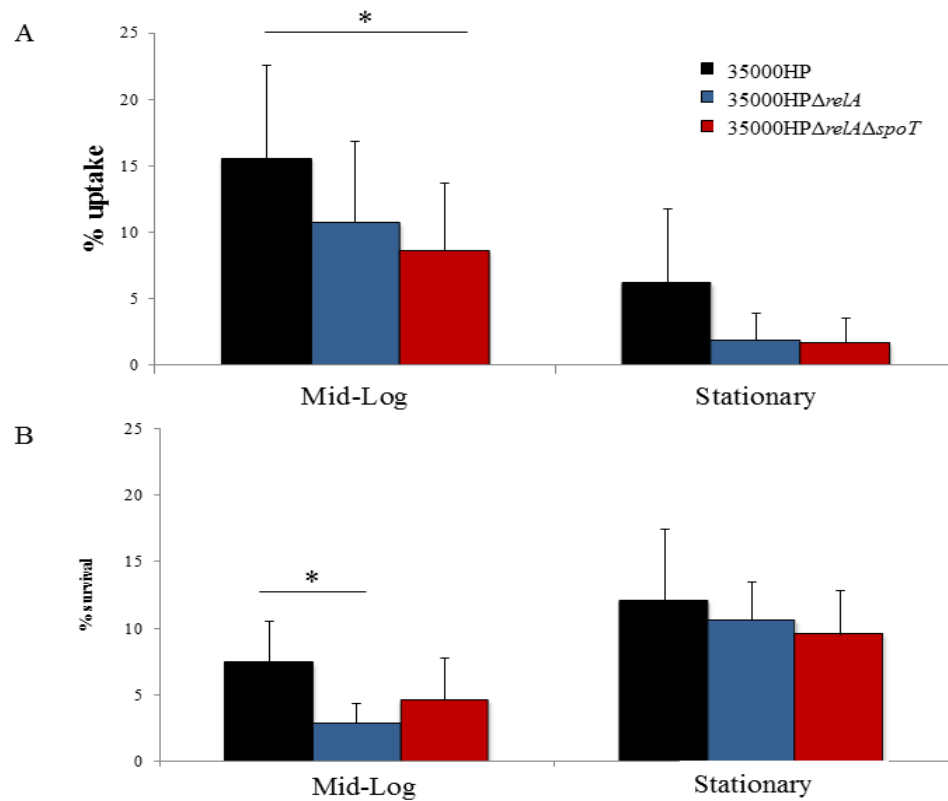 A
*
25
20
15
10
5
0
% uptake
35000HP
35000HPΔrelA
35000HPΔrelAΔspoT
Mid-Log
Stationary
B
25
20
15
10
5
0
% survival
*
Mid-Log
Stationary